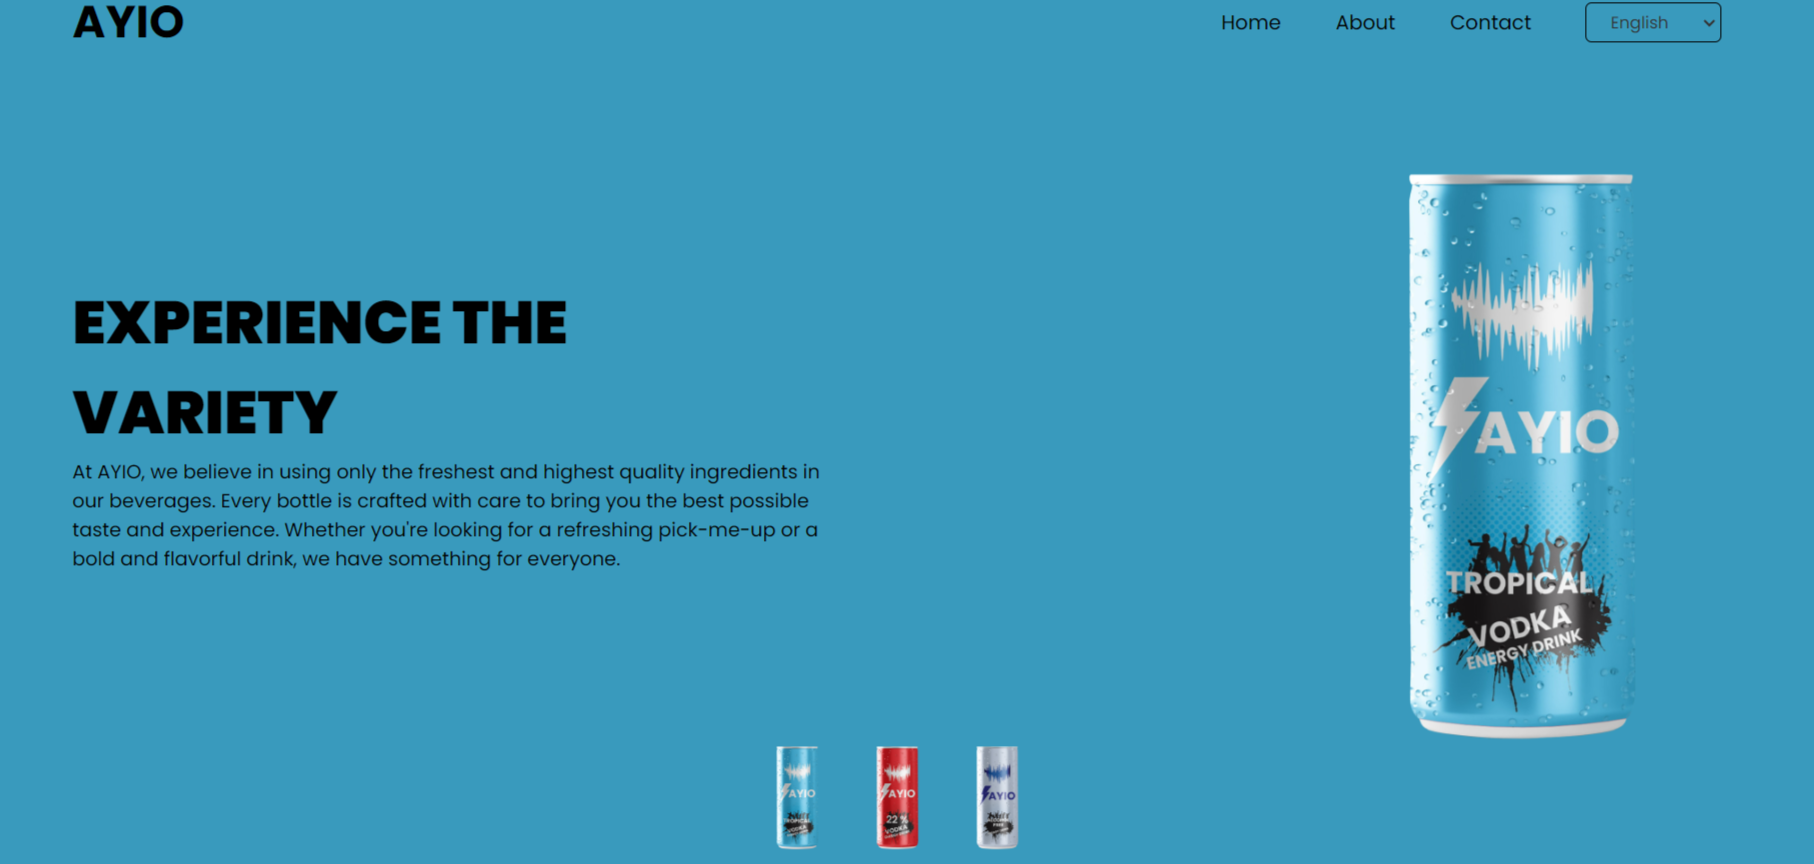 AYIO
Home About Contact English
EXPERIENCE THE
VARIETY
At AYIO, we believe in using only the freshest and highest quality ingredients in
our beverages. Every bottle is crafted with care to bring you the best possible
taste and experience. Whether you're looking for a refreshing pick-me-up or a
bold and flavorful drink, we have something for everyone.
AYIO
TROPICAL
VODKA
ENERGY DRINK
AYIO
VODKA
AYIO
22 %
VODKA
AYIO